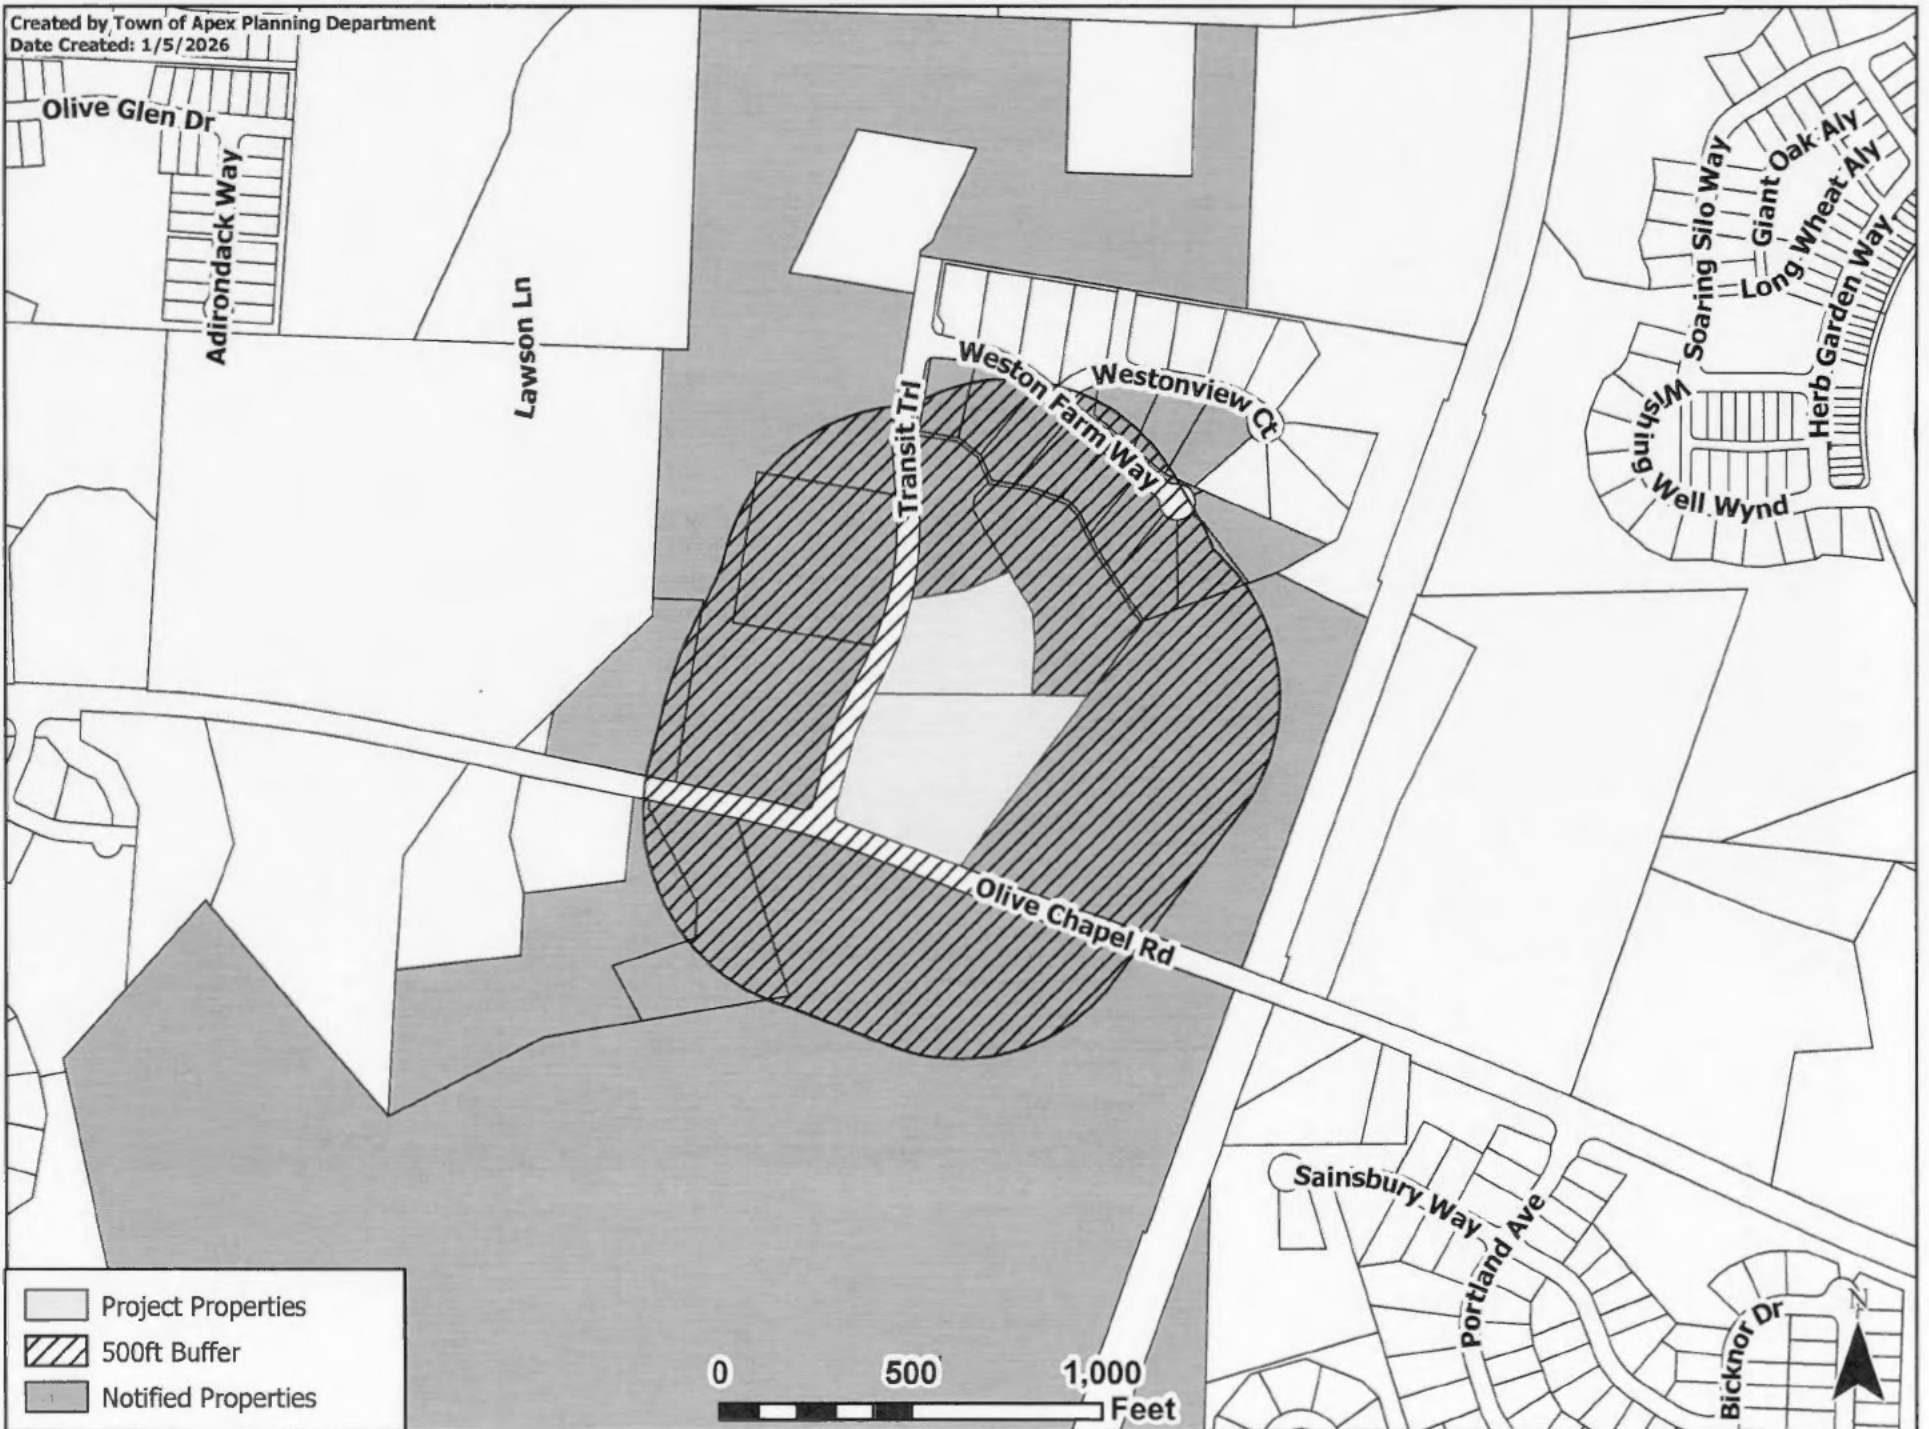 Created by Town of Apex Planning Department
Date Created: 1/5/2026
Olive Glen Dr
Adirondack Way
Lawson Ln
Transit Trl
Weston Farm Way
Westonview Ct
Soaring Silo Way
Giant Oak Aly
Long Wheat Aly
Herb Garden Way
Wishing Well Wynd
Olive Chapel Rd
Sainsbury Way
Portland Ave
Bicknor Dr
N
Project Properties
500ft Buffer
Notified Properties
0 500 1,000
Feet